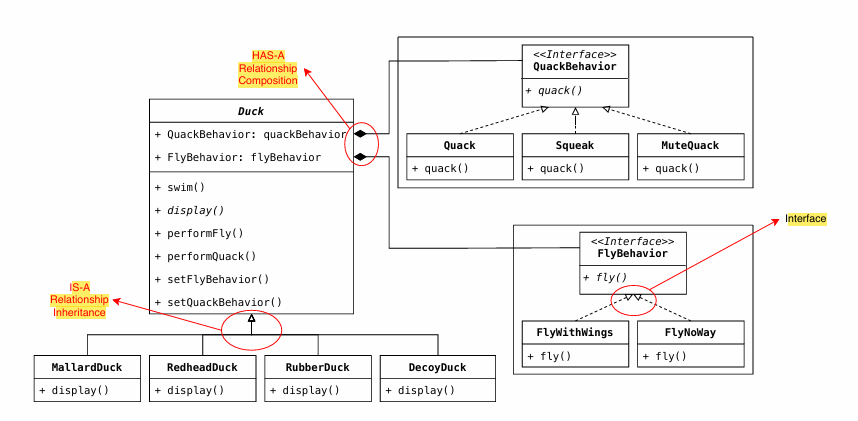 HAS-A
Relationship
Composition
<<Interface>>
QuackBehavior
+ quack()
Quack
+ quack()
Squeak
+ quack()
MuteQuack
+ quack()
Duck
+ QuackBehavior: quackBehavior
+ FlyBehavior: flyBehavior
+ swim()
+ display()
+ performFly()
+ performQuack()
+ setFlyBehavior()
+ setQuackBehavior()
Interface
<<Interface>>
FlyBehavior
+ fly()
FlyWithWings
+ fly()
FlyNoWay
+ fly()
IS-A
Relationship
Inheritance
MallardDuck
+ display()
RedheadDuck
+ display()
RubberDuck
+ display()
DecoyDuck
+ display()